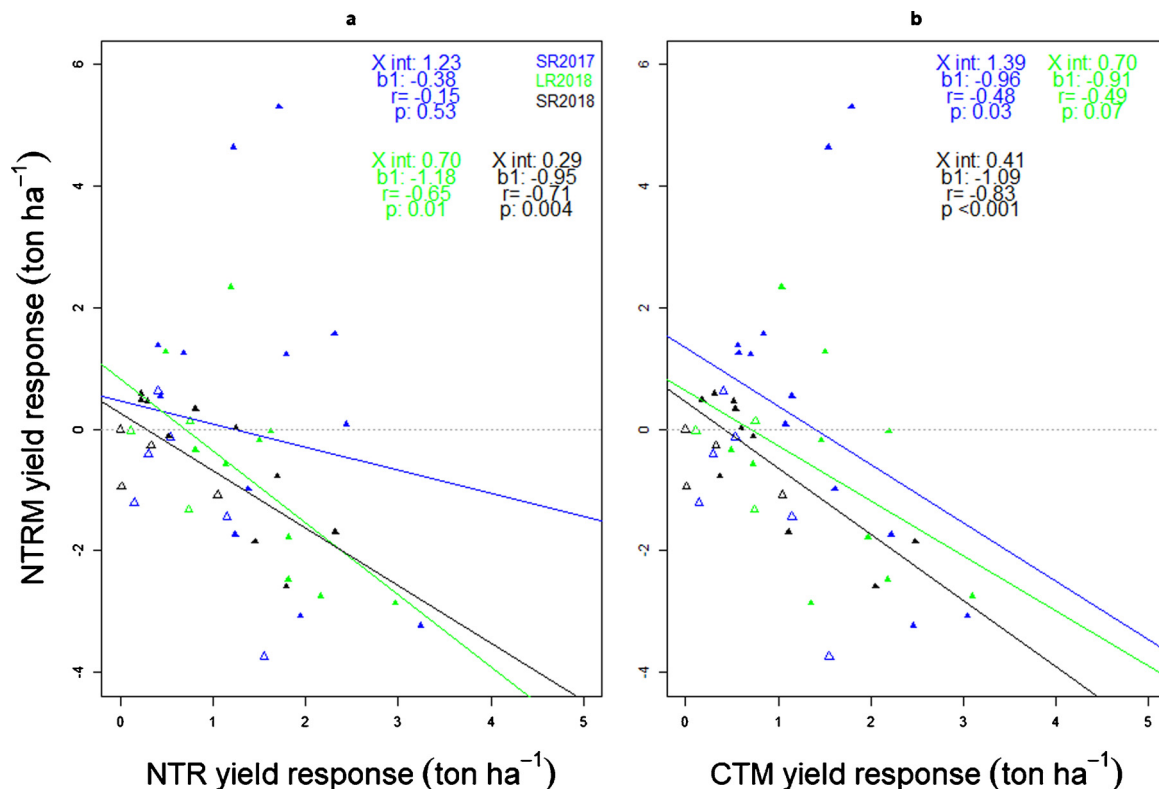 a
X int: 1.23
b1: -0.38
r= -0.15
p: 0.53
SR2017
LR2018
SR2018
X int: 0.70
b1: -1.18
r= -0.65
p: 0.01
X int: 0.29
b1: -0.95
r= -0.71
p: 0.004
NTRM yield response (ton ha−1)
6
4
2
0
-2
-4
0 1 2 3 4 5
NTR yield response (ton ha−1)
b
X int: 1.39
b1: -0.96
r= -0.48
p: 0.03
X int: 0.70
b1: -0.91
r= -0.49
p: 0.07
X int: 0.41
b1: -1.09
r= -0.83
p <0.001
6
4
2
0
-2
-4
0 1 2 3 4 5
CTM yield response (ton ha−1)